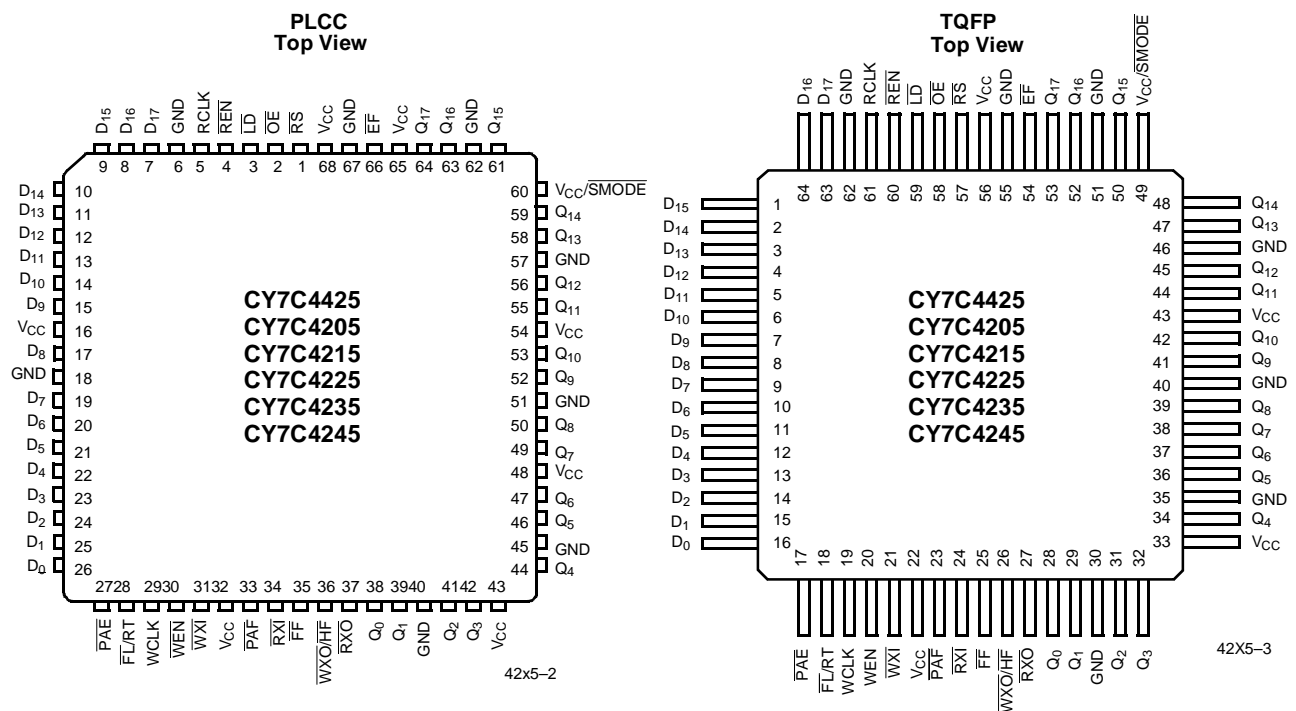 PLCC
Top View
D15 D16 D17 GND RCLK REN LD OE RS VCC GND EF VCC Q17 Q16 GND Q15
9 8 7 6 5 4 3 2 1 68 67 66 65 64 63 62 61
D14 10
D13 11
D12 12
D11 13
D10 14
D9 15
VCC 16
D8 17
GND 18
D7 19
D6 20
D5 21
D4 22
D3 23
D2 24
D1 25
D0 26
CY7C4425
CY7C4205
CY7C4215
CY7C4225
CY7C4235
CY7C4245
60 VCC/SMODE
59 Q14
58 Q13
57 GND
56 Q12
55 Q11
54 VCC
53 Q10
52 Q9
51 GND
50 Q8
49 Q7
48 VCC
47 Q6
46 Q5
45 GND
44 Q4
27 28 29 30 31 32 33 34 35 36 37 38 39 40 41 42 43
PAE FL/RT WCLK WEN WXI VCC PAF RXI FF WXO/HF RXO Q0 Q1 GND Q2 Q3 VCC
42x5–2
TQFP
Top View
D16 D17 GND RCLK REN LD OE RS VCC GND EF Q17 Q16 GND Q15 VCC/SMODE
64 63 62 61 60 59 58 57 56 55 54 53 52 51 50 49
D15 1
D14 2
D13 3
D12 4
D11 5
D10 6
D9 7
D8 8
D7 9
D6 10
D5 11
D4 12
D3 13
D2 14
D1 15
D0 16
CY7C4425
CY7C4205
CY7C4215
CY7C4225
CY7C4235
CY7C4245
48 Q14
47 Q13
46 GND
45 Q12
44 Q11
43 VCC
42 Q10
41 Q9
40 GND
39 Q8
38 Q7
37 Q6
36 Q5
35 GND
34 Q4
33 VCC
17 18 19 20 21 22 23 24 25 26 27 28 29 30 31 32
PAE FL/RT WCLK WEN WXI VCC PAF RXI FF WXO/HF RXO Q0 Q1 GND Q2 Q3
42X5–3